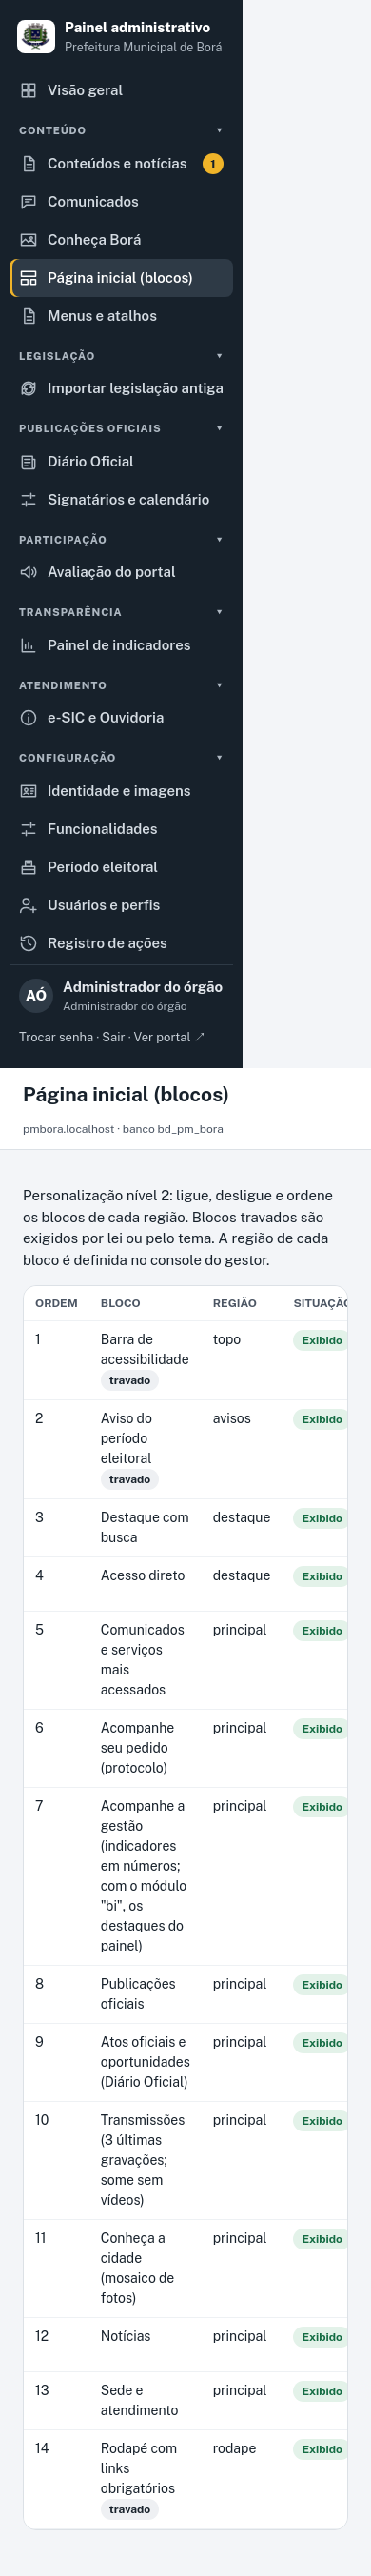 Painel administrativo
Prefeitura Municipal de Borá
Visão geral
CONTEÚDO
Conteúdos e notícias 1
Comunicados
Conheça Borá
Página inicial (blocos)
Menus e atalhos
LEGISLAÇÃO
Importar legislação antiga
PUBLICAÇÕES OFICIAIS
Diário Oficial
Signatários e calendário
PARTICIPAÇÃO
Avaliação do portal
TRANSPARÊNCIA
Painel de indicadores
ATENDIMENTO
e-SIC e Ouvidoria
CONFIGURAÇÃO
Identidade e imagens
Funcionalidades
Período eleitoral
Usuários e perfis
Registro de ações
AÓ Administrador do órgão
Administrador do órgão
Trocar senha · Sair · Ver portal ↗
Página inicial (blocos)
pmbora.localhost · banco bd_pm_bora
Personalização nível 2: ligue, desligue e ordene
os blocos de cada região. Blocos travados são
exigidos por lei ou pelo tema. A região de cada
bloco é definida no console do gestor.
ORDEM BLOCO REGIÃO SITUAÇÃO
1 Barra de topo Exibido
acessibilidade
travado
2 Aviso do avisos Exibido
período
eleitoral
travado
3 Destaque com destaque Exibido
busca
4 Acesso direto destaque Exibido
5 Comunicados principal Exibido
e serviços
mais
acessados
6 Acompanhe principal Exibido
seu pedido
(protocolo)
7 Acompanhe a principal Exibido
gestão
(indicadores
em números;
com o módulo
"bi", os
destaques do
painel)
8 Publicações principal Exibido
oficiais
9 Atos oficiais e principal Exibido
oportunidades
(Diário Oficial)
10 Transmissões principal Exibido
(3 últimas
gravações;
some sem
vídeos)
11 Conheça a principal Exibido
cidade
(mosaico de
fotos)
12 Notícias principal Exibido
13 Sede e principal Exibido
atendimento
14 Rodapé com rodape Exibido
links
obrigatórios
travado